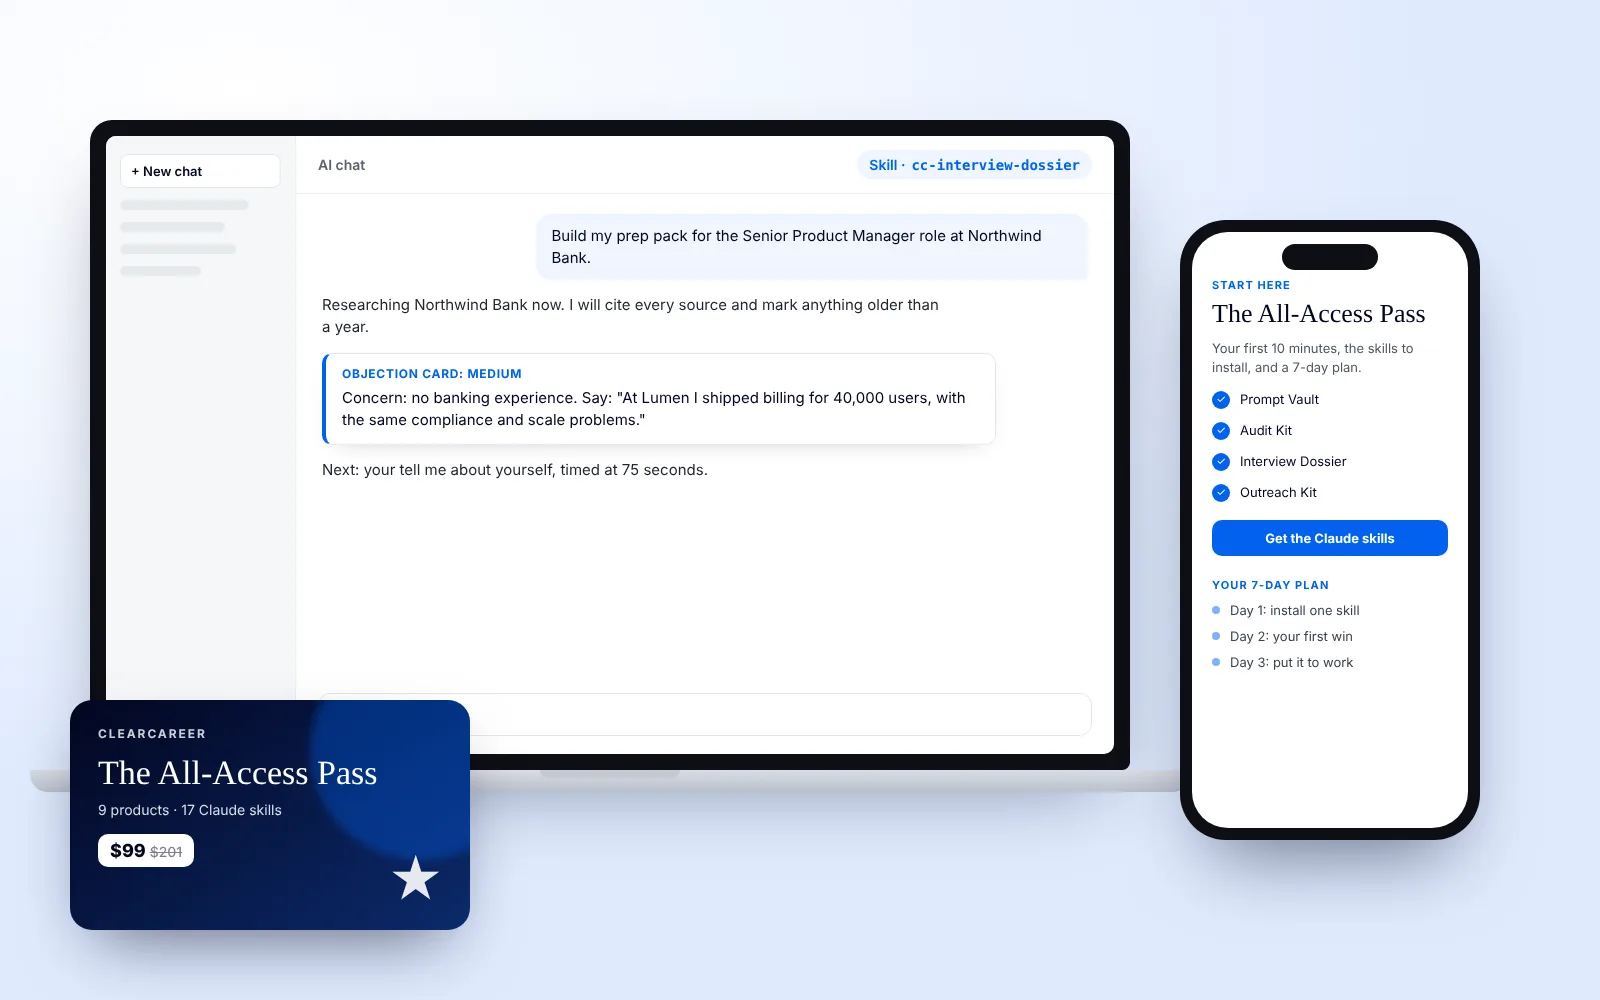 + New chat
AI chat
Skill · cc-interview-dossier
Build my prep pack for the Senior Product Manager role at Northwind
Bank.
Researching Northwind Bank now. I will cite every source and mark anything older than
a year.
OBJECTION CARD: MEDIUM
Concern: no banking experience. Say: "At Lumen I shipped billing for 40,000 users, with
the same compliance and scale problems."
Next: your tell me about yourself, timed at 75 seconds.
CLEARCAREER
The All-Access Pass
9 products · 17 Claude skills
$99 $201
START HERE
The All-Access Pass
Your first 10 minutes, the skills to
install, and a 7-day plan.
Prompt Vault
Audit Kit
Interview Dossier
Outreach Kit
Get the Claude skills
YOUR 7-DAY PLAN
Day 1: install one skill
Day 2: your first win
Day 3: put it to work